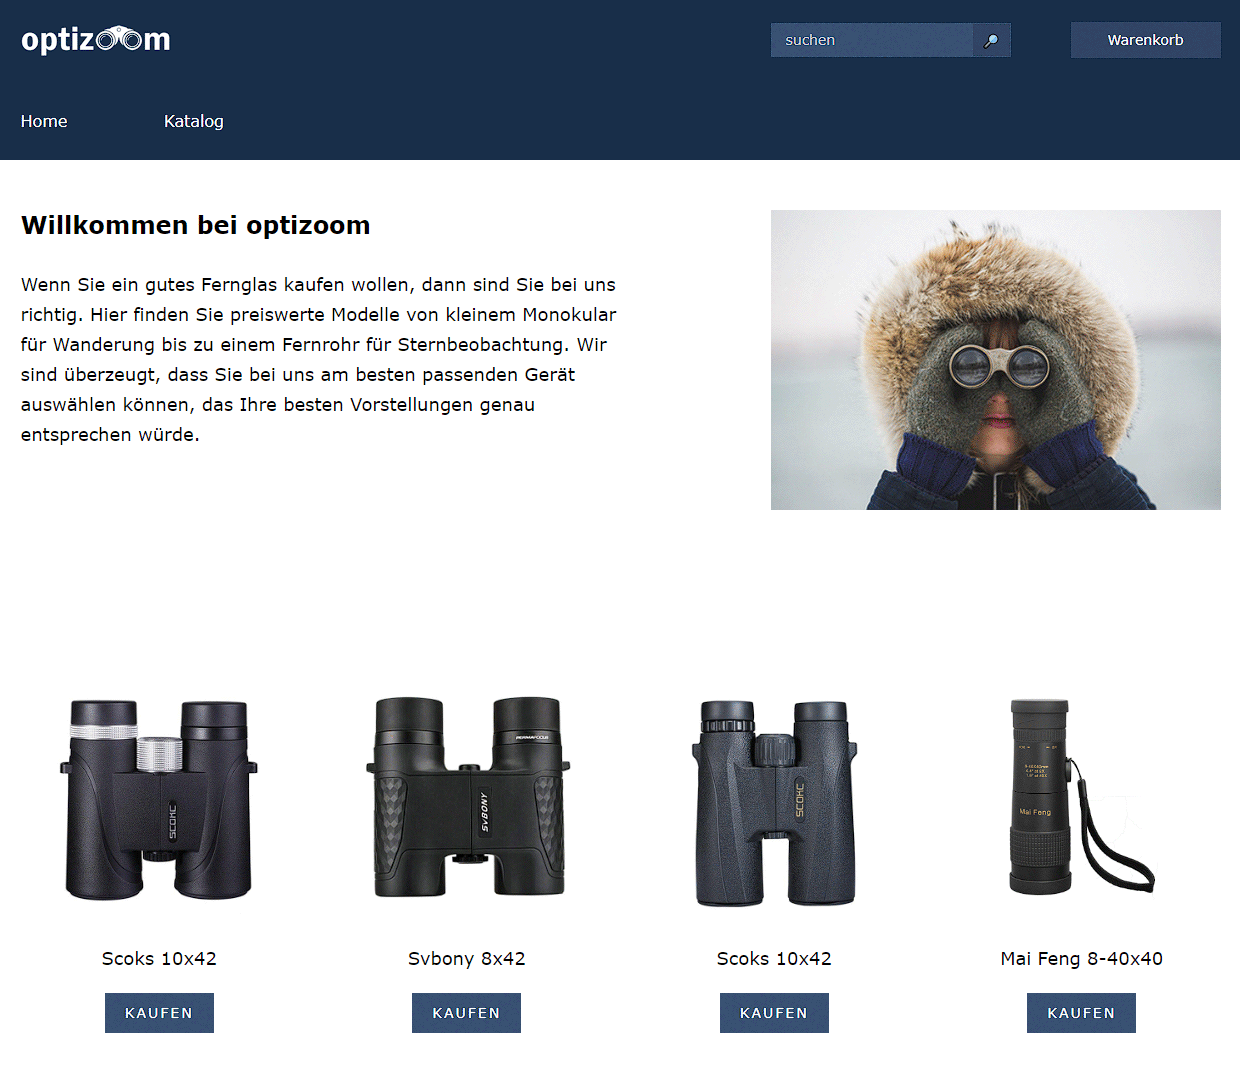 optizoom
suchen
Warenkorb
Home
Katalog
Willkommen bei optizoom
Wenn Sie ein gutes Fernglas kaufen wollen, dann sind Sie bei uns
richtig. Hier finden Sie preiswerte Modelle von kleinem Monokular
für Wanderung bis zu einem Fernrohr für Sternbeobachtung. Wir
sind überzeugt, dass Sie bei uns am besten passenden Gerät
auswählen können, das Ihre besten Vorstellungen genau
entsprechen würde.
SCOKC
PERMAFOCUS
SVBONY
SCOKC
Mai Feng
Scoks 10x42
Svbony 8x42
Scoks 10x42
Mai Feng 8-40x40
KAUFEN
KAUFEN
KAUFEN
KAUFEN